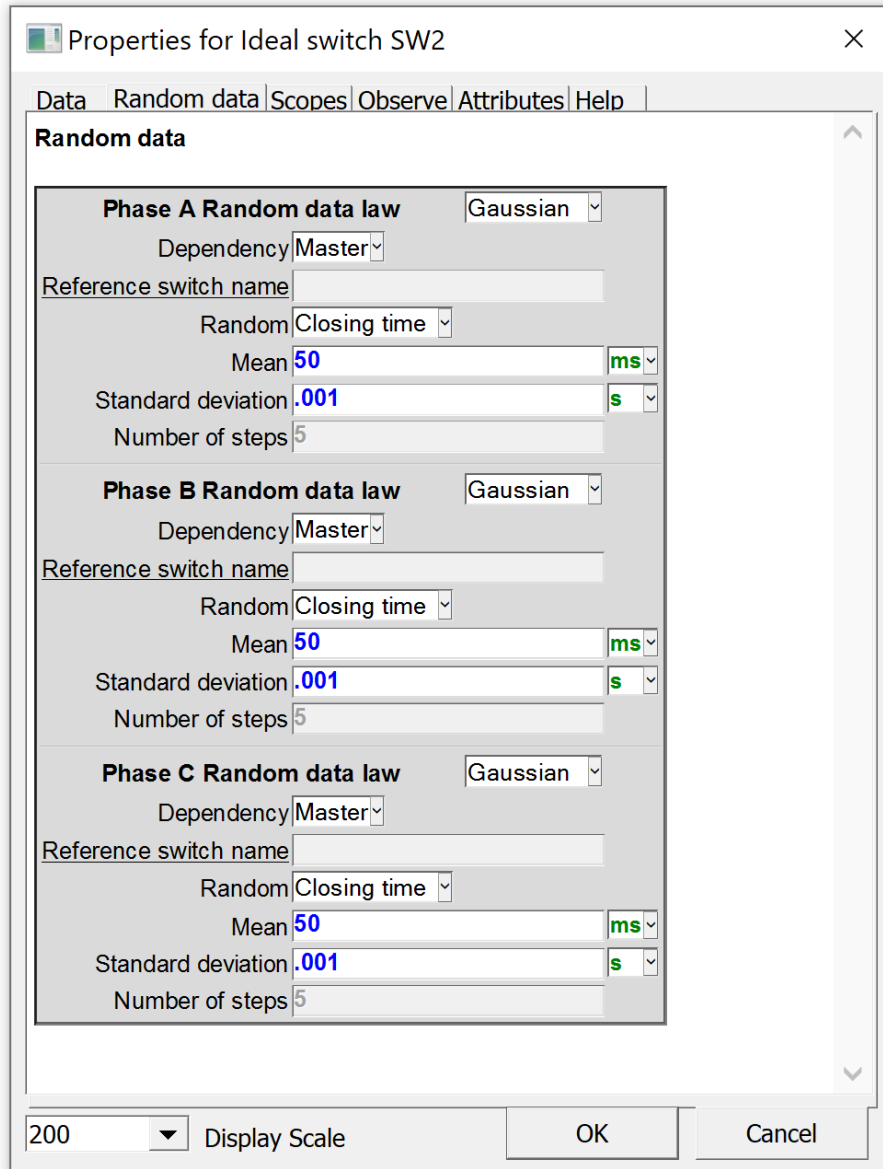 Properties for Ideal switch SW2
Data Random data Scopes Observe Attributes Help
Random data
Phase A Random data law Gaussian
Dependency Master
Reference switch name
Random Closing time
Mean 50 ms
Standard deviation .001 s
Number of steps 5
Phase B Random data law Gaussian
Dependency Master
Reference switch name
Random Closing time
Mean 50 ms
Standard deviation .001 s
Number of steps 5
Phase C Random data law Gaussian
Dependency Master
Reference switch name
Random Closing time
Mean 50 ms
Standard deviation .001 s
Number of steps 5
200 Display Scale OK Cancel